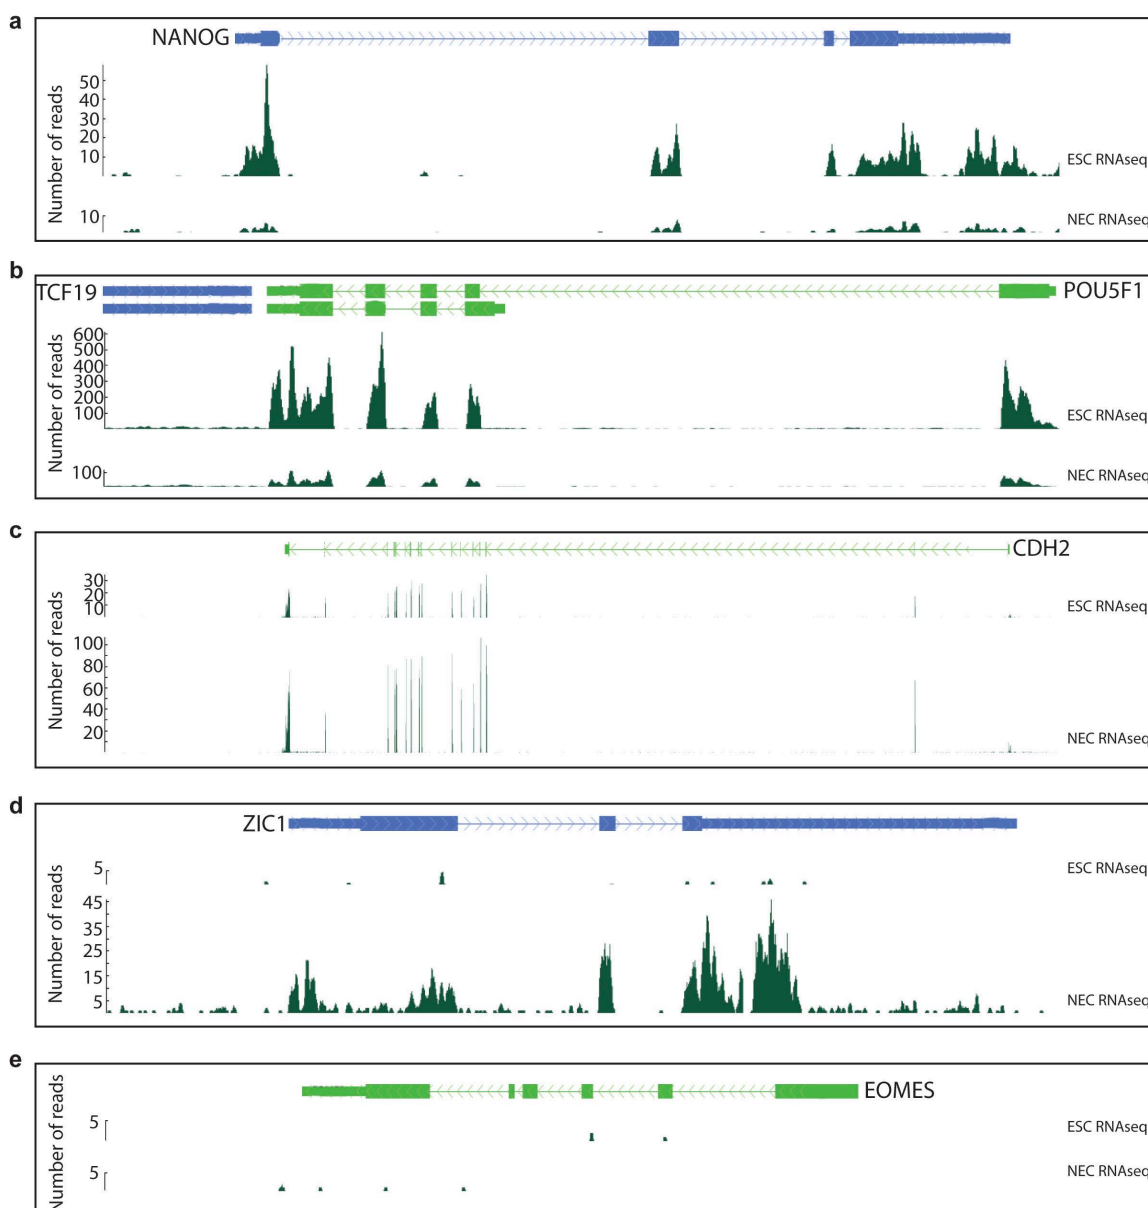 a
NANOG
Number of reads
50
40
30
20
10
ESC RNAseq
10
NEC RNAseq
b
TCF19
POU5F1
Number of reads
600
500
400
300
200
100
ESC RNAseq
100
NEC RNAseq
c
CDH2
30
20
10
ESC RNAseq
Number of reads
100
80
60
40
20
NEC RNAseq
d
ZIC1
Number of reads
5
ESC RNAseq
45
35
25
15
5
NEC RNAseq
e
EOMES
Number of reads
5
ESC RNAseq
5
NEC RNAseq